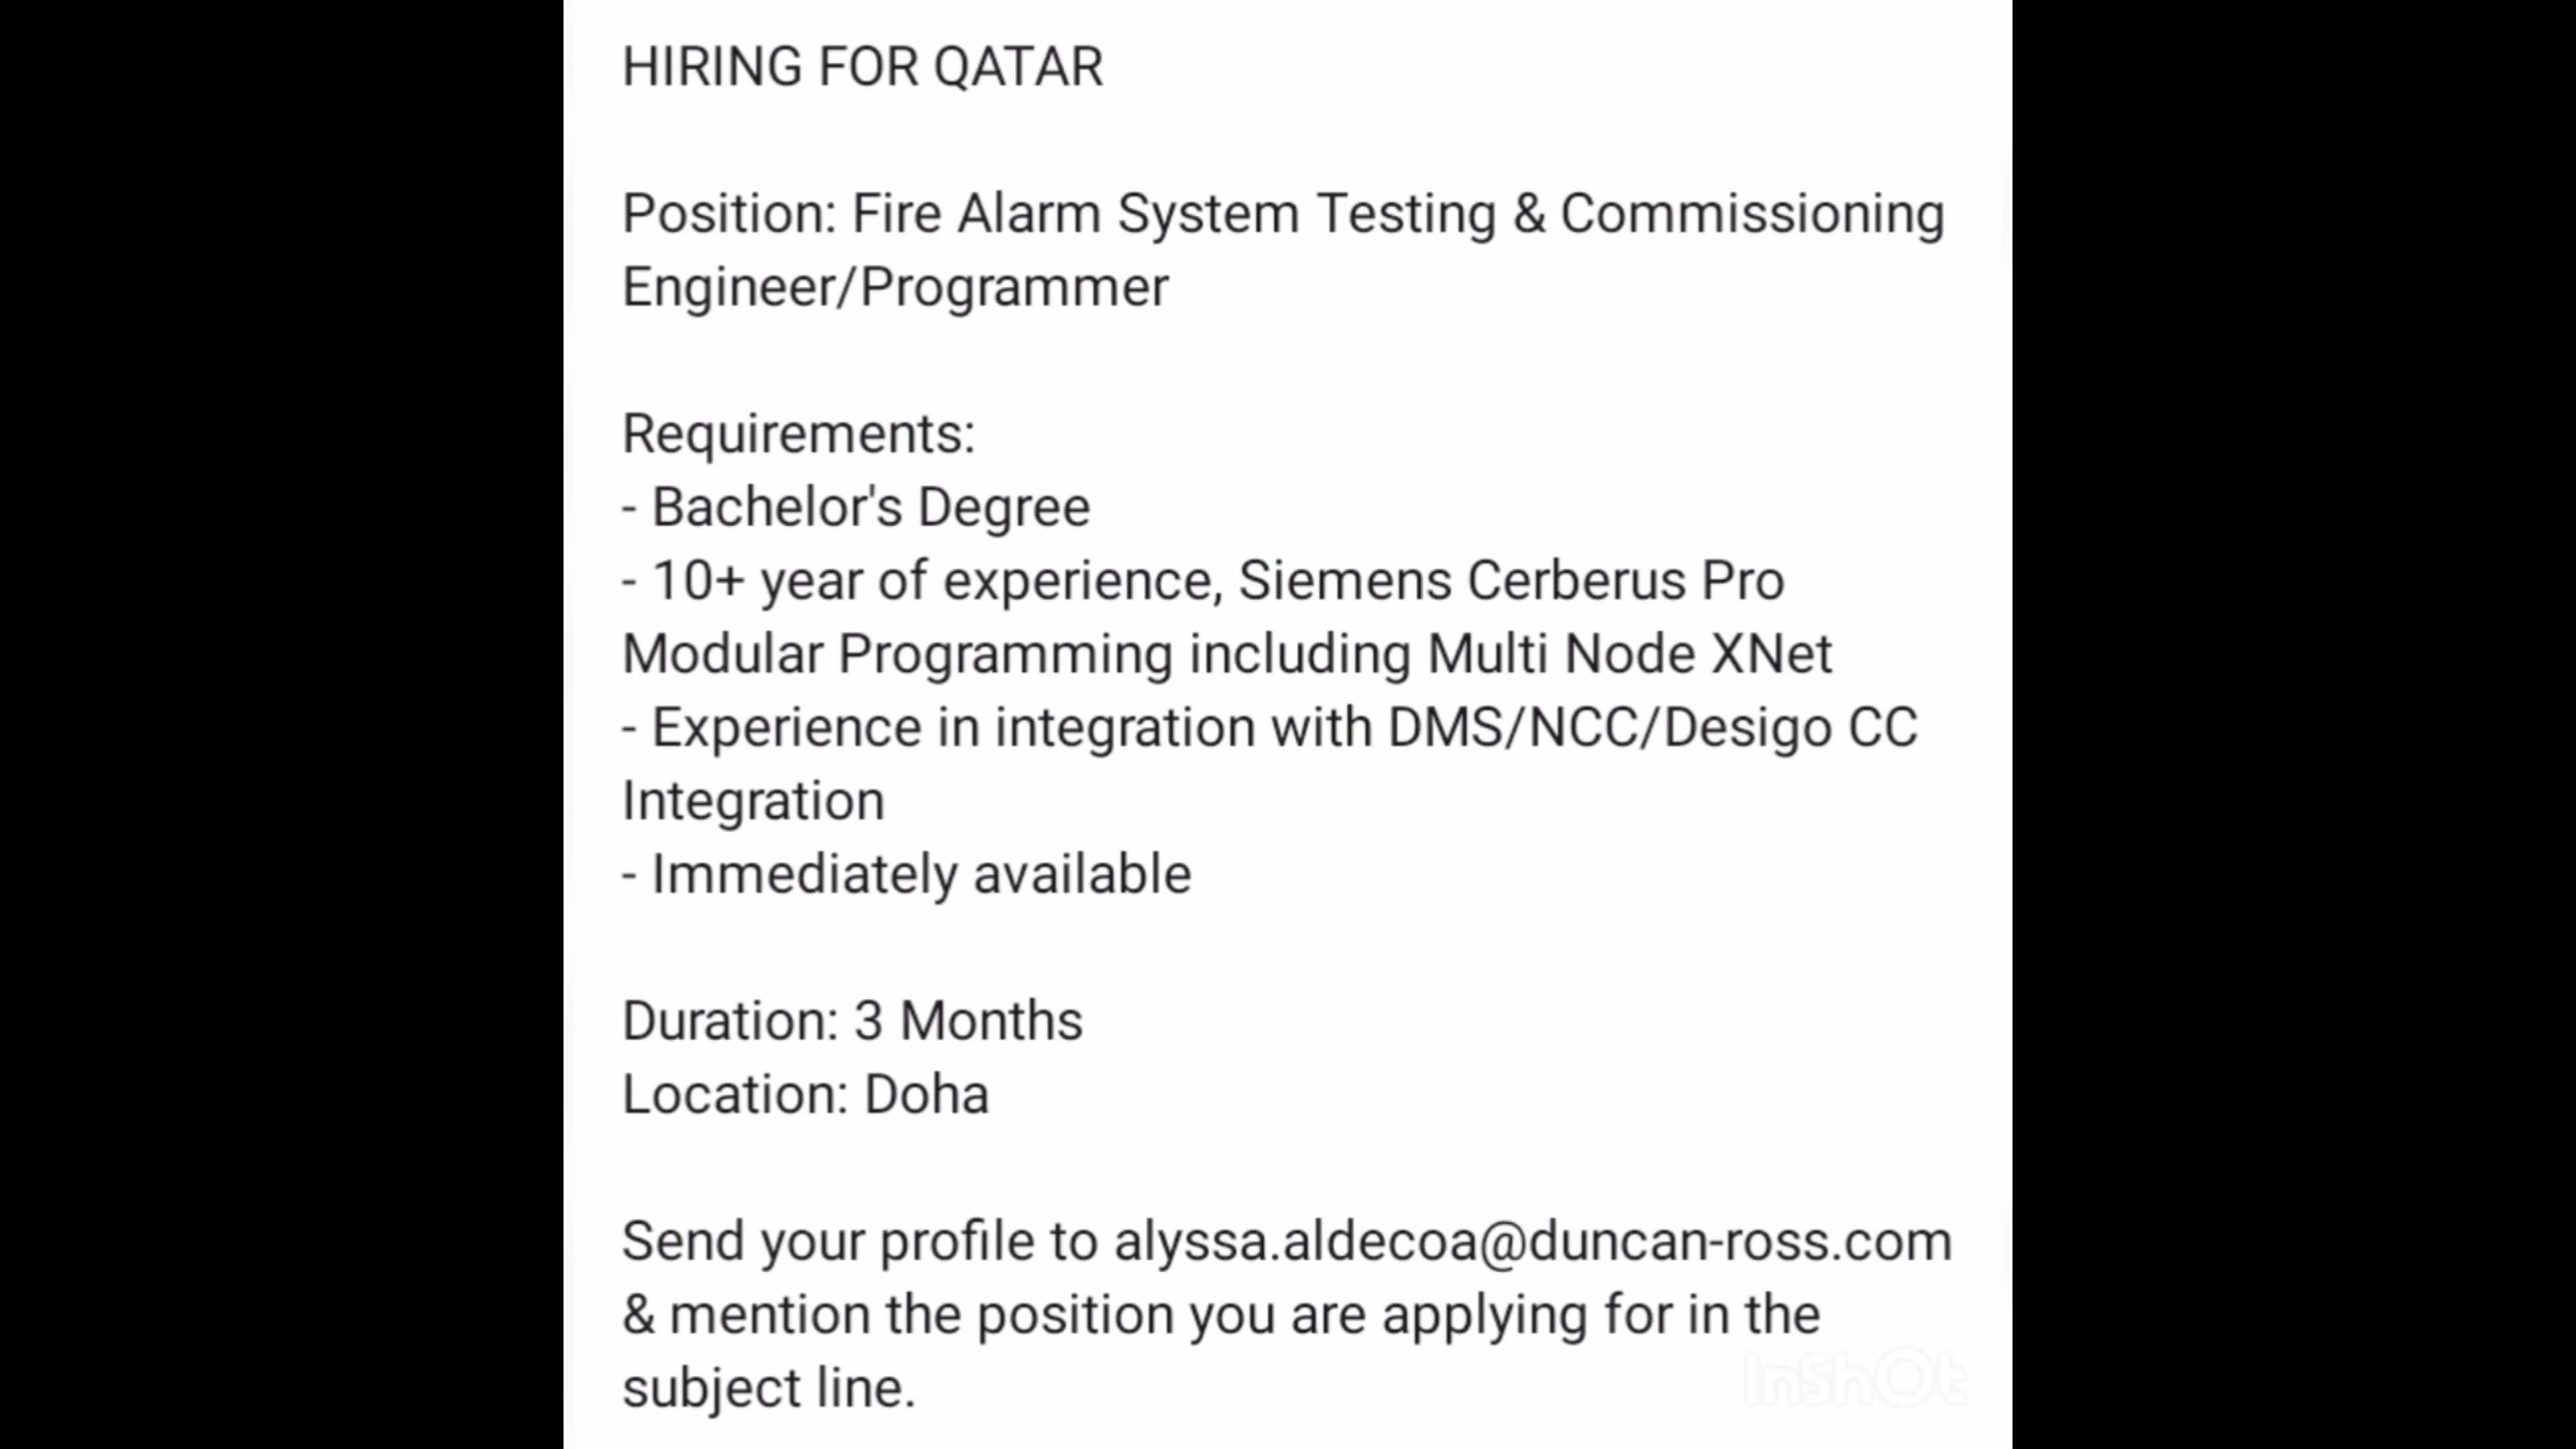 HIRING FOR QATAR
Position: Fire Alarm System Testing & Commissioning
Engineer/Programmer
Requirements:
- Bachelor's Degree
- 10+ year of experience, Siemens Cerberus Pro
Modular Programming including Multi Node XNet
- Experience in integration with DMS/NCC/Desigo CC
Integration
- Immediately available
Duration: 3 Months
Location: Doha
Send your profile to alyssa.aldecoa@duncan-ross.com
& mention the position you are applying for in the
subject line.
InShOt